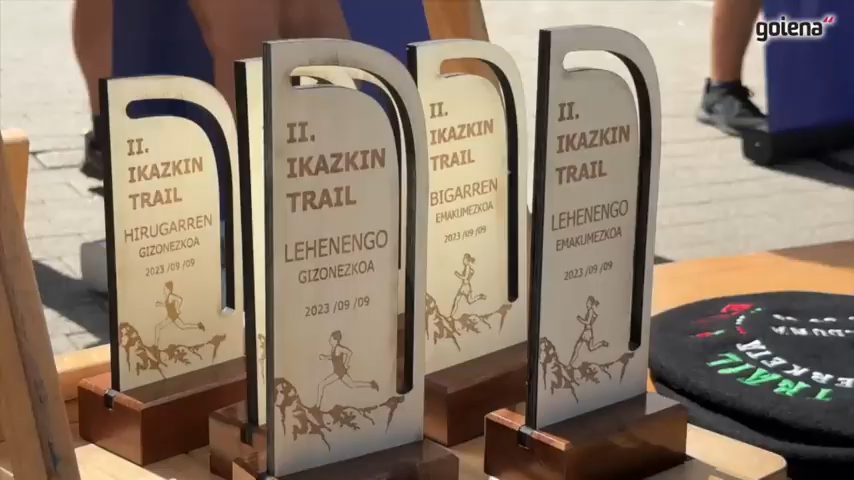 goiena
II.
IKAZKIN
TRAIL
HIRUGARREN
GIZONEZKOA
2023/09/09
II.
IKAZKIN
TRAIL
LEHENENGO
GIZONEZKOA
2023/09/09
II.
IKAZKIN
TRAIL
BIGARREN
EMAKUMEZKOA
2023/09/09
II.
IKAZKIN
TRAIL
LEHENENGO
EMAKUMEZKOA
2023/09/09
TRAIL